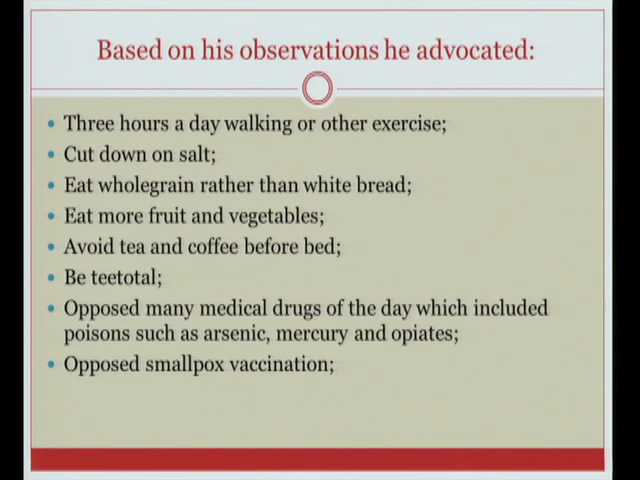 Based on his observations he advocated:
• Three hours a day walking or other exercise;
• Cut down on salt;
• Eat wholegrain rather than white bread;
• Eat more fruit and vegetables;
• Avoid tea and coffee before bed;
• Be teetotal;
• Opposed many medical drugs of the day which included
poisons such as arsenic, mercury and opiates;
• Opposed smallpox vaccination;